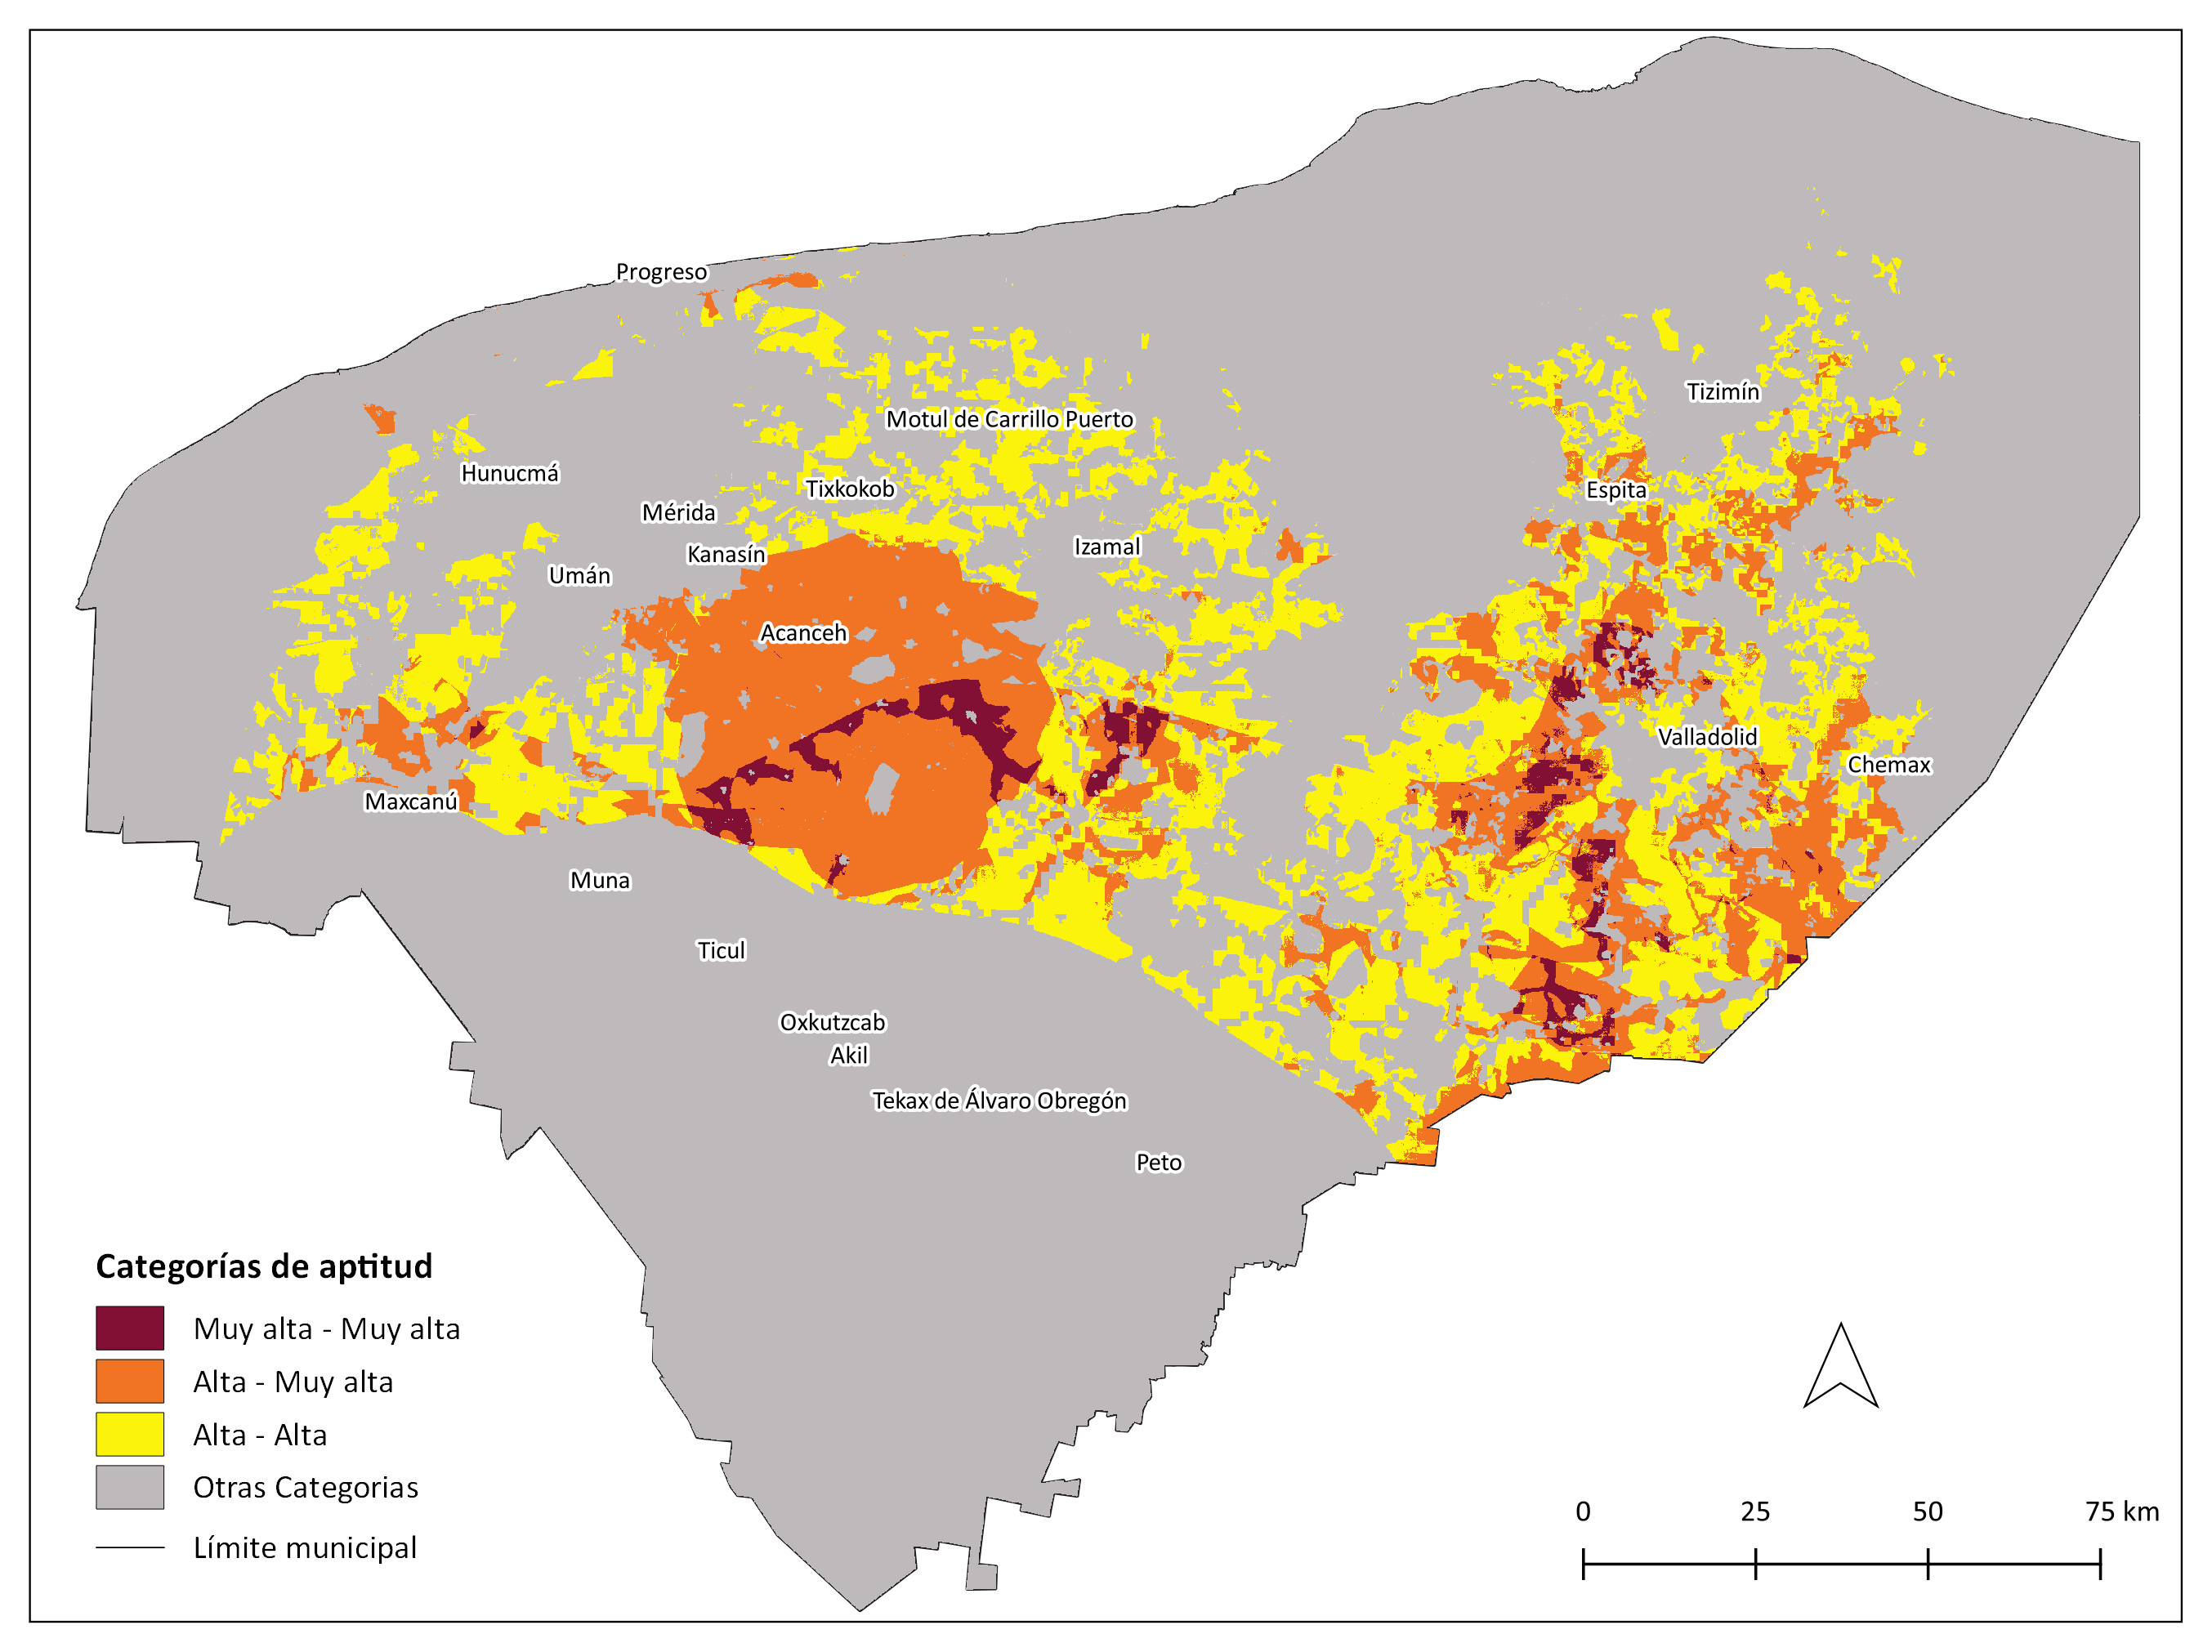 Progreso
Tizimín
Motul de Carrillo Puerto
Hunucmá
Tixkokob
Espita
Mérida
Izamal
Kanasín
Umán
Acanceh
Valladolid
Chemax
Maxcanú
Muna
Ticul
Oxkutzcab
Akil
Tekax de Álvaro Obregón
Peto
Categorías de aptitud
Muy alta - Muy alta
Alta - Muy alta
Alta - Alta
Otras Categorias
Límite municipal
0 25 50 75 km